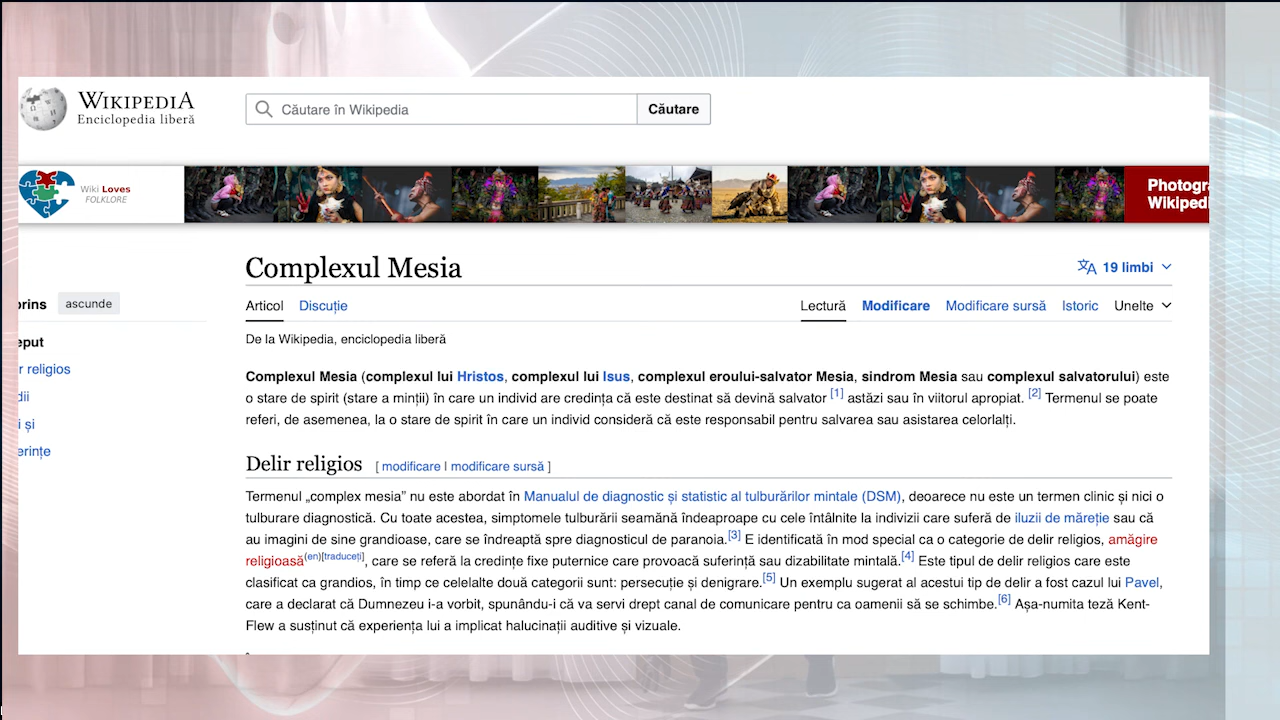 WIKIPEDIA
Enciclopedia liberă
Căutare în Wikipedia
Căutare
Wiki Loves
FOLKLORE
Photogr
Wikiped
Complexul Mesia
19 limbi
prins
ascunde
Articol
Discuție
Lectură
Modificare
Modificare sursă
Istoric
Unelte
De la Wikipedia, enciclopedia liberă
eput
r religios
dii
i și
erințe
Complexul Mesia (complexul lui Hristos, complexul lui Isus, complexul eroului-salvator Mesia, sindrom Mesia sau complexul salvatorului) este
o stare de spirit (stare a minții) în care un individ are credința că este destinat să devină salvator [1] astăzi sau în viitorul apropiat. [2] Termenul se poate
referi, de asemenea, la o stare de spirit în care un individ consideră că este responsabil pentru salvarea sau asistarea celorlalți.
Delir religios [ modificare | modificare sursă ]
Termenul „complex mesia” nu este abordat în Manualul de diagnostic și statistic al tulburărilor mintale (DSM), deoarece nu este un termen clinic și nici o
tulburare diagnostică. Cu toate acestea, simptomele tulburării seamănă îndeaproape cu cele întâlnite la indivizii care suferă de iluzii de măreție sau că
au imagini de sine grandioase, care se îndreaptă spre diagnosticul de paranoia.[3] E identificată în mod special ca o categorie de delir religios, amăgire
religioasă(en)[traduceți], care se referă la credințe fixe puternice care provoacă suferință sau dizabilitate mintală.[4] Este tipul de delir religios care este
clasificat ca grandios, în timp ce celelalte două categorii sunt: persecuție și denigrare.[5] Un exemplu sugerat al acestui tip de delir a fost cazul lui Pavel,
care a declarat că Dumnezeu i-a vorbit, spunându-i că va servi drept canal de comunicare pentru ca oamenii să se schimbe.[6] Așa-numita teză Kent-
Flew a susținut că experiența lui a implicat halucinații auditive și vizuale.